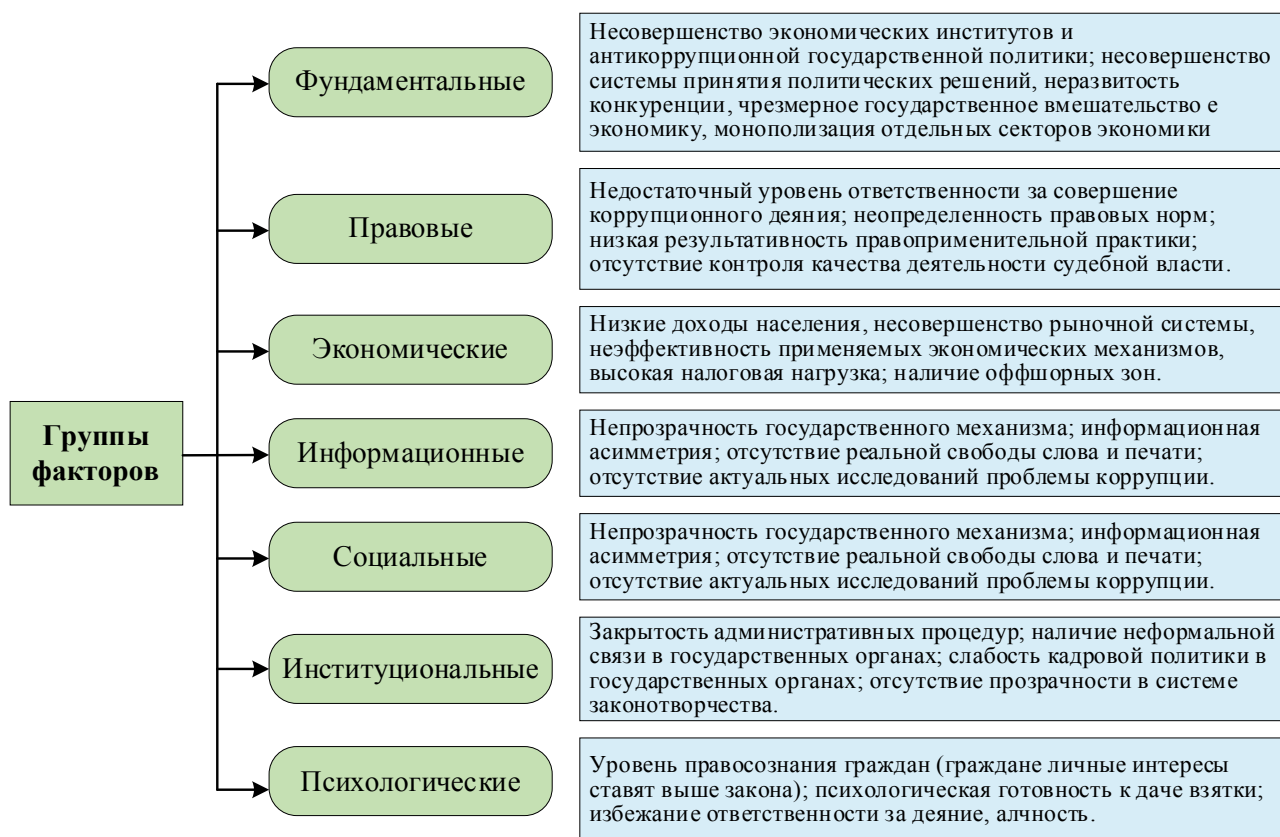 Группы
факторов
Фундаментальные
Несовершенство экономических институтов и
антикоррупционной государственной политики; несовершенство
системы принятия политических решений, неразвитость
конкуренции, чрезмерное государственное вмешательство е
экономику, монополизация отдельных секторов экономики
Правовые
Недостаточный уровень ответственности за совершение
коррупционного деяния; неопределенность правовых норм;
низкая результативность правоприменительной практики;
отсутствие контроля качества деятельности судебной власти.
Экономические
Низкие доходы населения, несовершенство рыночной системы,
неэффективность применяемых экономических механизмов,
высокая налоговая нагрузка; наличие оффшорных зон.
Информационные
Непрозрачность государственного механизма; информационная
асимметрия; отсутствие реальной свободы слова и печати;
отсутствие актуальных исследований проблемы коррупции.
Социальные
Непрозрачность государственного механизма; информационная
асимметрия; отсутствие реальной свободы слова и печати;
отсутствие актуальных исследований проблемы коррупции.
Институциональные
Закрытость административных процедур; наличие неформальной
связи в государственных органах; слабость кадровой политики в
государственных органах; отсутствие прозрачности в системе
законотворчества.
Психологические
Уровень правосознания граждан (граждане личные интересы
ставят выше закона); психологическая готовность к даче взятки;
избежание ответственности за деяние, алчность.